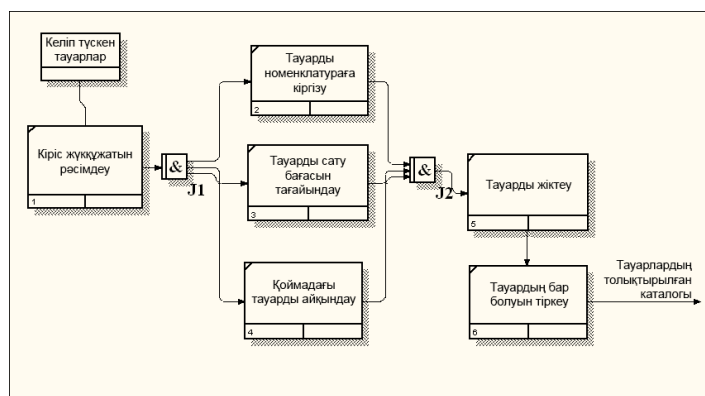 Келіп түскен
тауарлар
Кіріс жүкқұжатын
рәсімдеу
1
&
J1
Тауарды
номенклатураға
кіргізу
2
Тауарды сату
бағасын
тағайындау
3
Қоймадағы
тауарды айқындау
4
&
J2
Тауарды жіктеу
5
Тауардың бар
болуын тіркеу
6
Тауарлардың
толықтырылған
каталогы